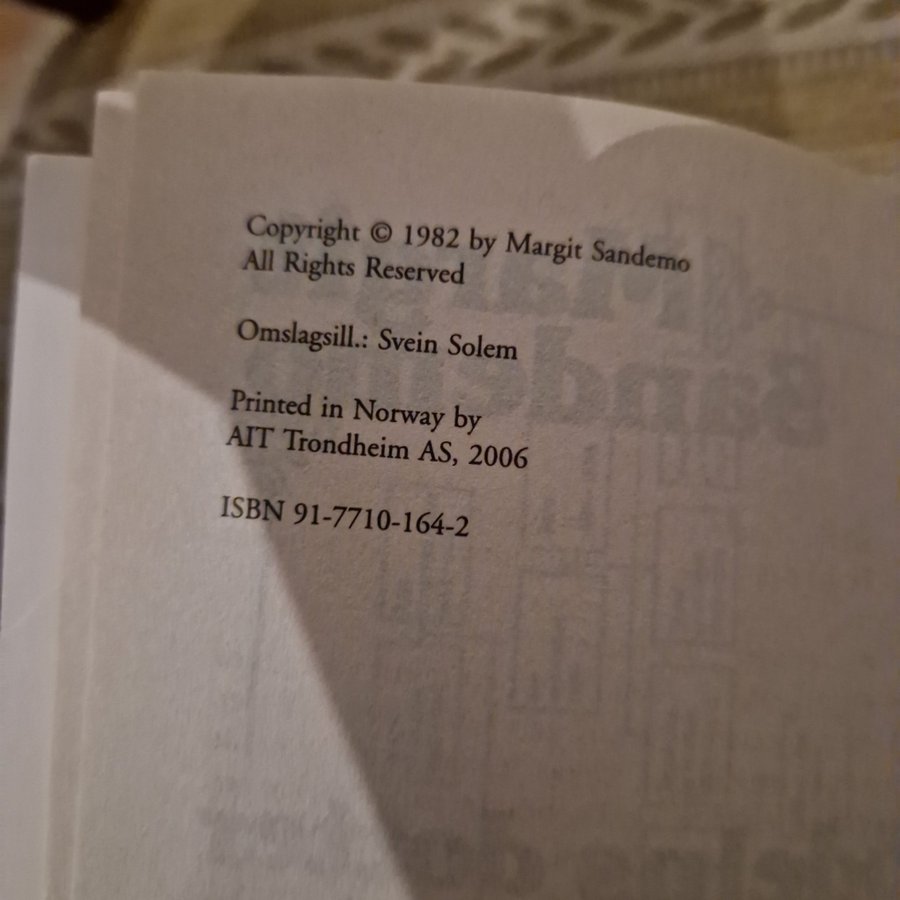 Copyright © 1982 by Margit Sandemo
All Rights Reserved
Omslagsill.: Svein Solem
Printed in Norway by
AIT Trondheim AS, 2006
ISBN 91-7710-164-2